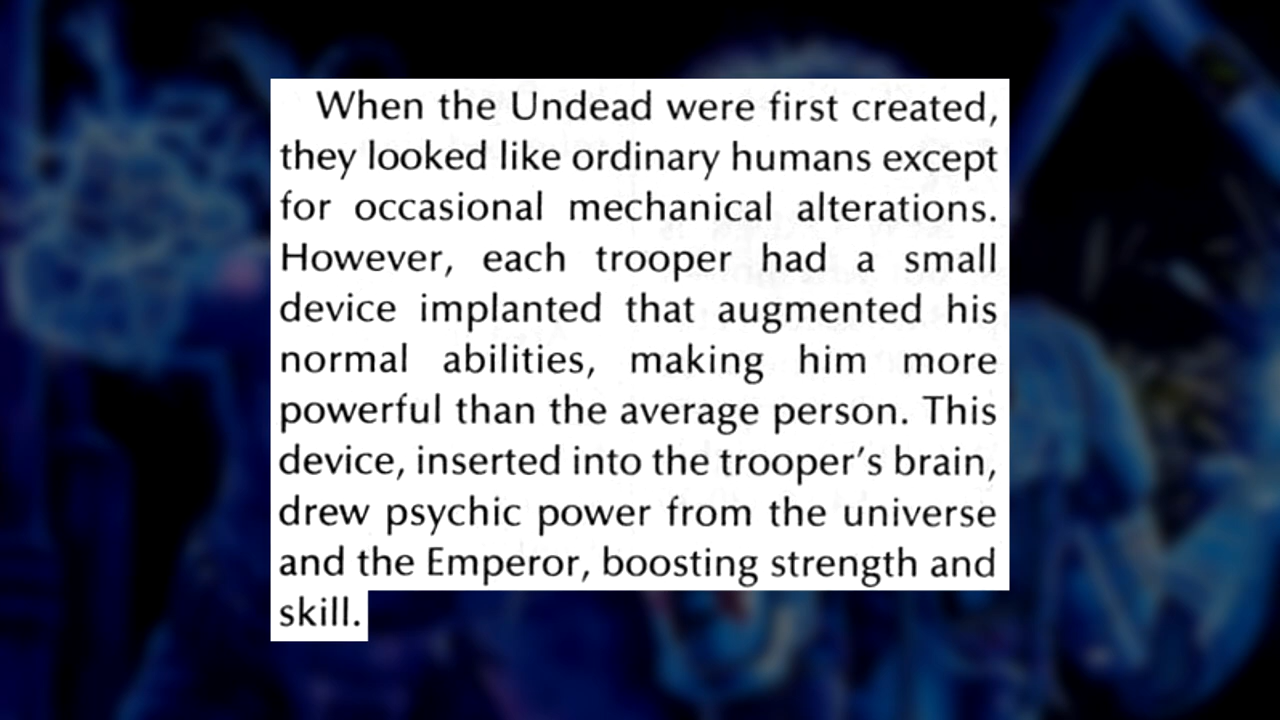 When the Undead were first created,
they looked like ordinary humans except
for occasional mechanical alterations.
However, each trooper had a small
device implanted that augmented his
normal abilities, making him more
powerful than the average person. This
device, inserted into the trooper's brain,
drew psychic power from the universe
and the Emperor, boosting strength and
skill.